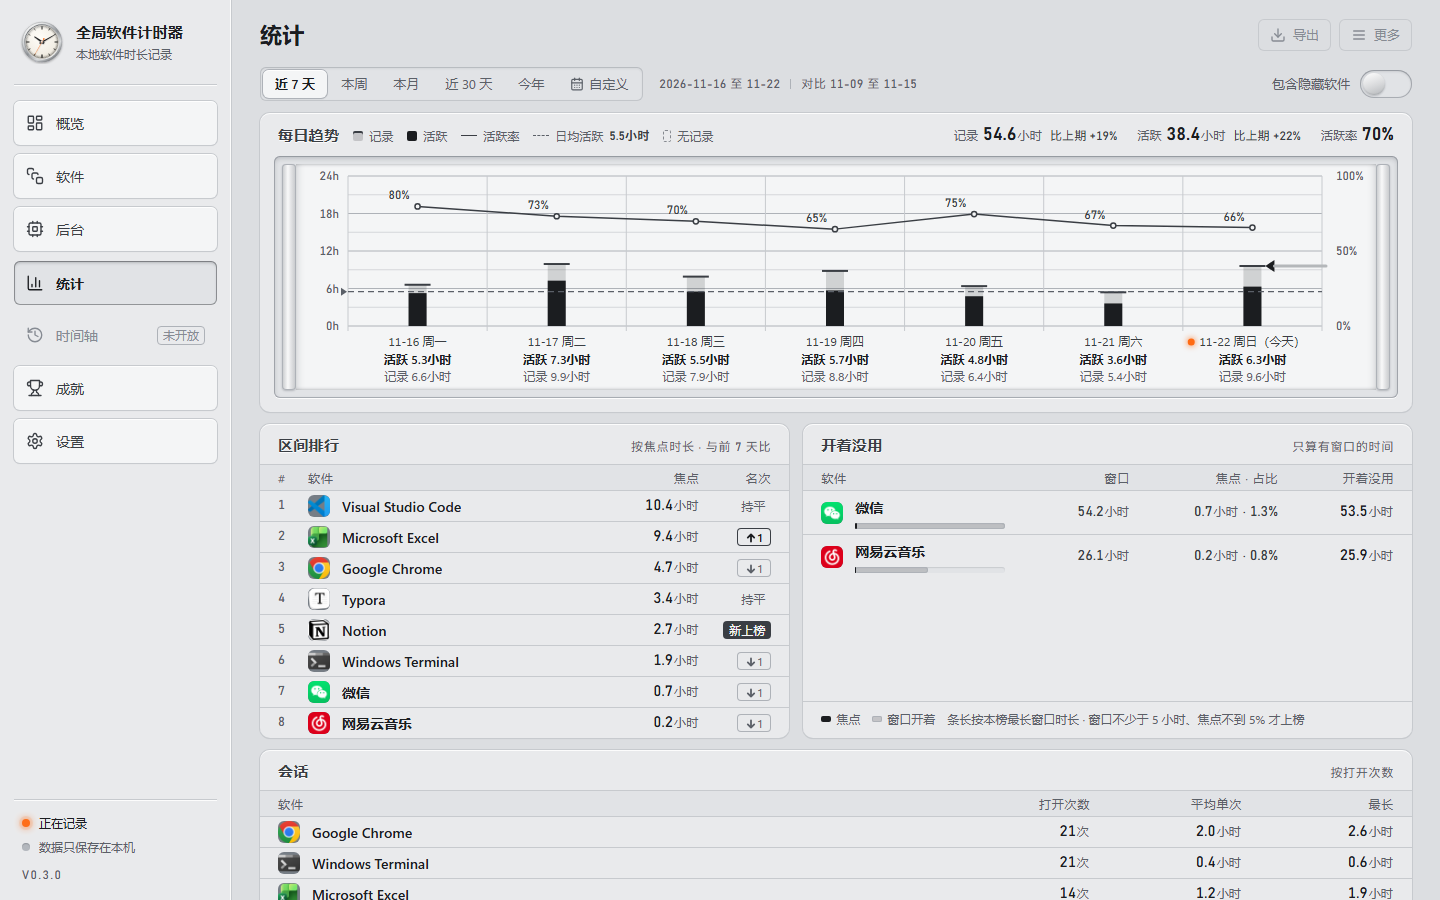 全局软件计时器
本地软件时长记录
概览
软件
后台
统计
时间轴 未开放
成就
设置
正在记录
数据只保存在本机
V0.3.0
统计
导出 更多
近 7 天 本周 本月 近 30 天 今年 自定义 2026-11-16 至 11-22 对比 11-09 至 11-15 包含隐藏软件
每日趋势 记录 活跃 活跃率 日均活跃 5.5小时 无记录 记录 54.6小时 比上期 +19% 活跃 38.4小时 比上期 +22% 活跃率 70%
24h 100%
80% 73% 70% 65% 75% 67% 66%
18h
12h 50%
6h
0h 0%
11-16 周一 11-17 周二 11-18 周三 11-19 周四 11-20 周五 11-21 周六 11-22 周日 (今天)
活跃 5.3小时 活跃 7.3小时 活跃 5.5小时 活跃 5.7小时 活跃 4.8小时 活跃 3.6小时 活跃 6.3小时
记录 6.6小时 记录 9.9小时 记录 7.9小时 记录 8.8小时 记录 6.4小时 记录 5.4小时 记录 9.6小时
区间排行 按焦点时长 · 与前 7 天比
# 软件 焦点 名次
1 Visual Studio Code 10.4小时 持平
2 Microsoft Excel 9.4小时 ↑1
3 Google Chrome 4.7小时 ↓1
4 Typora 3.4小时 持平
5 Notion 2.7小时 新上榜
6 Windows Terminal 1.9小时 ↓1
7 微信 0.7小时 ↓1
8 网易云音乐 0.2小时 ↓1
开着没用 只算有窗口的时间
软件 窗口 焦点 · 占比 开着没用
微信 54.2小时 0.7小时 · 1.3% 53.5小时
网易云音乐 26.1小时 0.2小时 · 0.8% 25.9小时
焦点 窗口开着 条长按本榜最长窗口时长 · 窗口不少于 5 小时、焦点不到 5% 才上榜
会话 按打开次数
软件 打开次数 平均单次 最长
Google Chrome 21次 2.0小时 2.6小时
Windows Terminal 21次 0.4小时 0.6小时
Microsoft Excel 14次 1.2小时 1.9小时